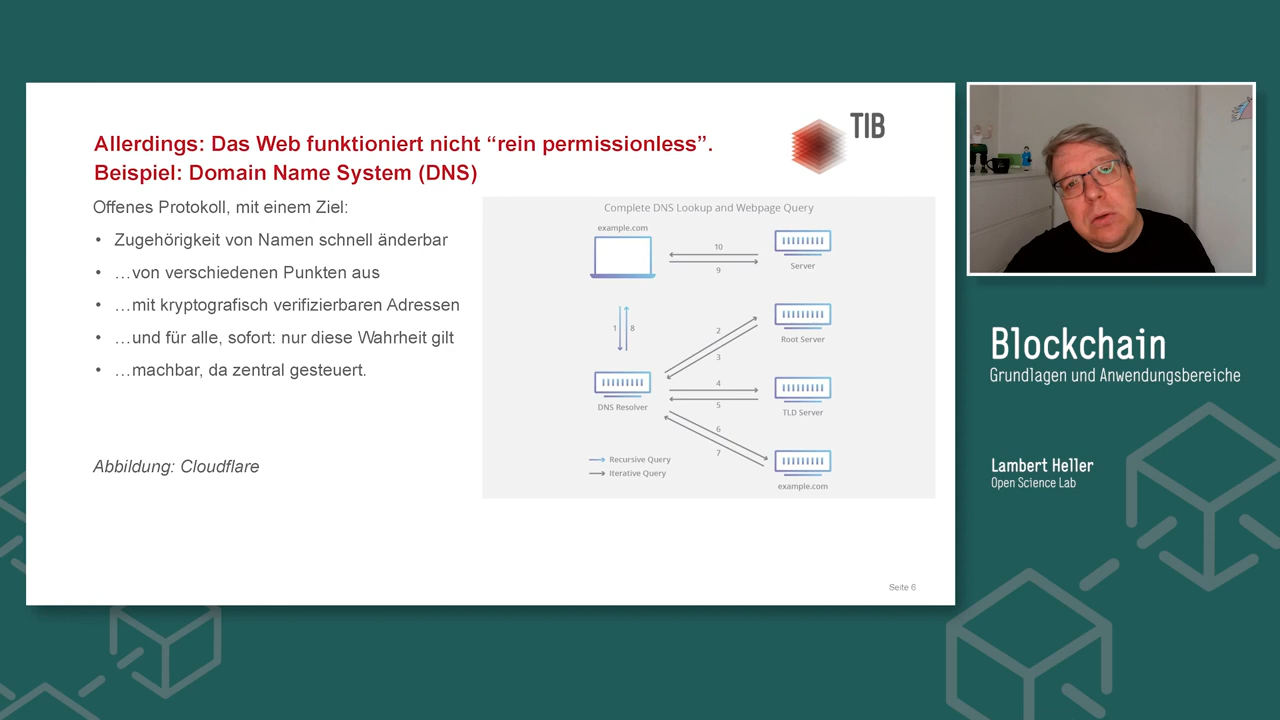 Allerdings: Das Web funktioniert nicht “rein permissionless”.
Beispiel: Domain Name System (DNS)
TIB
Offenes Protokoll, mit einem Ziel:
• Zugehörigkeit von Namen schnell änderbar
• …von verschiedenen Punkten aus
• …mit kryptografisch verifizierbaren Adressen
• …und für alle, sofort: nur diese Wahrheit gilt
• …machbar, da zentral gesteuert.
Abbildung: Cloudflare
Complete DNS Lookup and Webpage Query
example.com
10
9
Server
1
8
2
3
Root Server
DNS Resolver
4
5
TLD Server
6
7
example.com
Recursive Query
Iterative Query
Seite 6
Blockchain
Grundlagen und Anwendungsbereiche
Lambert Heller
Open Science Lab